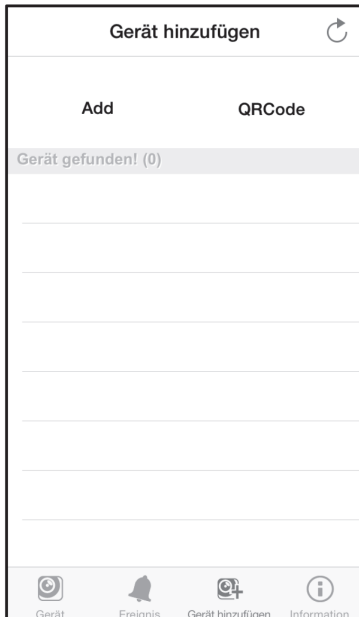 Gerät hinzufügen
Add QRCode
Gerät gefunden! (0)
Gerät Ereignis Gerät hinzufügen Information